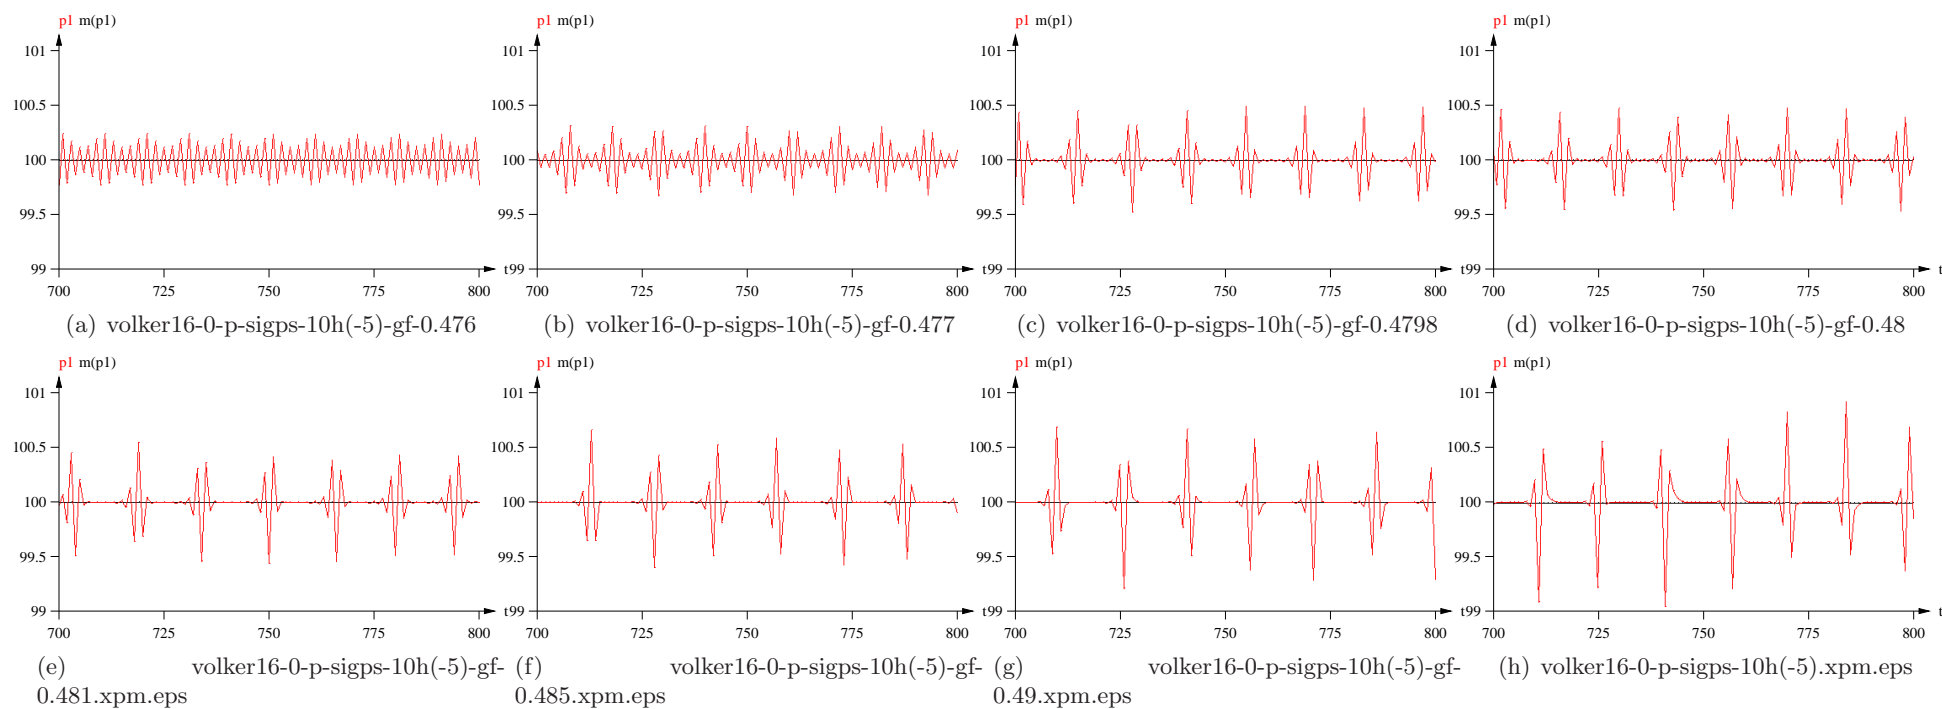 p1 m(p1) p1 m(p1) p1 m(p1) p1 m(p1)
101 101 101 101
100.5 100.5 100.5 100.5
100 100 100 100
99.5 99.5 99.5 99.5
99 t99 t99 t99 t
700 725 750 775 800 700 725 750 775 800 700 725 750 775 800 700 725 750 775 800
(a) volker16-0-p-sigps-10h(-5)-gf-0.476 (b) volker16-0-p-sigps-10h(-5)-gf-0.477 (c) volker16-0-p-sigps-10h(-5)-gf-0.4798 (d) volker16-0-p-sigps-10h(-5)-gf-0.48
p1 m(p1) p1 m(p1) p1 m(p1) p1 m(p1)
101 101 101 101
100.5 100.5 100.5 100.5
100 100 100 100
99.5 99.5 99.5 99.5
99 t99 t99 t99 t
700 725 750 775 800 700 725 750 775 800 700 725 750 775 800 700 725 750 775 800
(e) volker16-0-p-sigps-10h(-5)-gf- (f) volker16-0-p-sigps-10h(-5)-gf- (g) volker16-0-p-sigps-10h(-5)-gf- (h) volker16-0-p-sigps-10h(-5).xpm.eps
0.481.xpm.eps 0.485.xpm.eps 0.49.xpm.eps